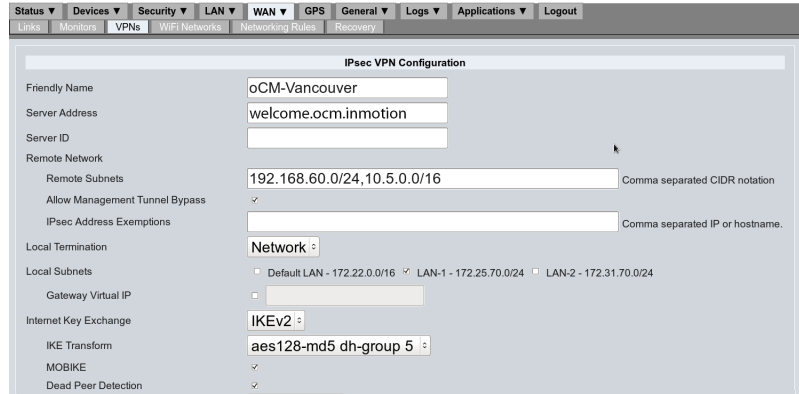 Status ▼ Devices ▼ Security ▼ LAN ▼ WAN ▼ GPS General ▼ Logs ▼ Applications ▼ Logout
Links Monitors VPNs WiFi Networks Networking Rules Recovery
IPsec VPN Configuration
Friendly Name oCM-Vancouver
Server Address welcome.ocm.inmotion
Server ID
Remote Network
Remote Subnets 192.168.60.0/24,10.5.0.0/16 Comma separated CIDR notation
Allow Management Tunnel Bypass
IPsec Address Exemptions Comma separated IP or hostname.
Local Termination Network
Local Subnets Default LAN - 172.22.0.0/16 LAN-1 - 172.25.70.0/24 LAN-2 - 172.31.70.0/24
Gateway Virtual IP
Internet Key Exchange IKEv2
IKE Transform aes128-md5 dh-group 5
MOBIKE
Dead Peer Detection